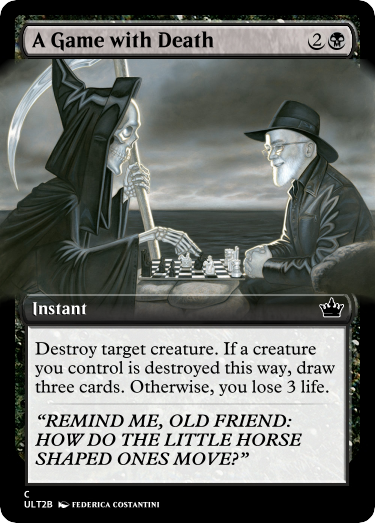 A Game with Death 2
Instant
Destroy target creature. If a creature
you control is destroyed this way, draw
three cards. Otherwise, you lose 3 life.
“REMIND ME, OLD FRIEND:
HOW DO THE LITTLE HORSE
SHAPED ONES MOVE?”
C
ULT2B FEDERICA COSTANTINI